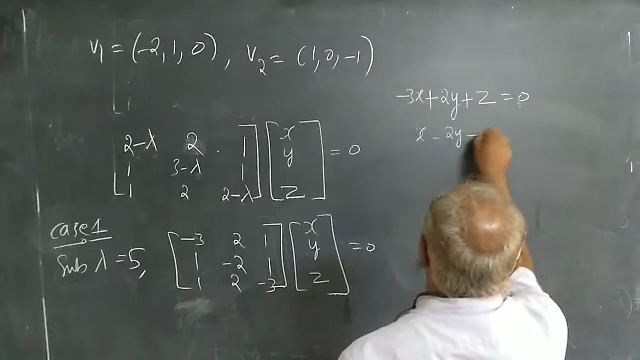 V1 = (-2, 1, 0), V2 = (1, 0, -1)
[
1
2-λ 2 1
1 3-λ 1
1 2 2-λ
] [
x
y
z
] = 0
case 1
Sub λ = 5,
[
-3 2 1
1 -2 1
1 2 -3
] [
x
y
z
] = 0
-3x + 2y + z = 0
x - 2y -